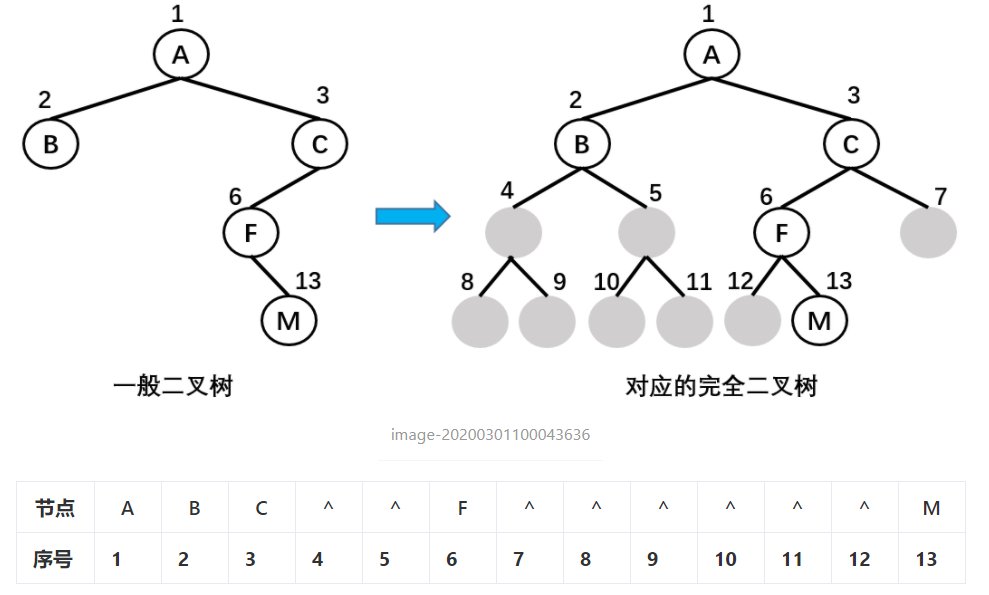 1 1
A A
2 3 2 3
B C B C
6 4 5 6 7
F F
13 8 9 10 11 12 13
M M
一般二叉树 对应的完全二叉树
image-20200301100043636
节点 A B C ^ ^ F ^ ^ ^ ^ ^ ^ M
序号 1 2 3 4 5 6 7 8 9 10 11 12 13